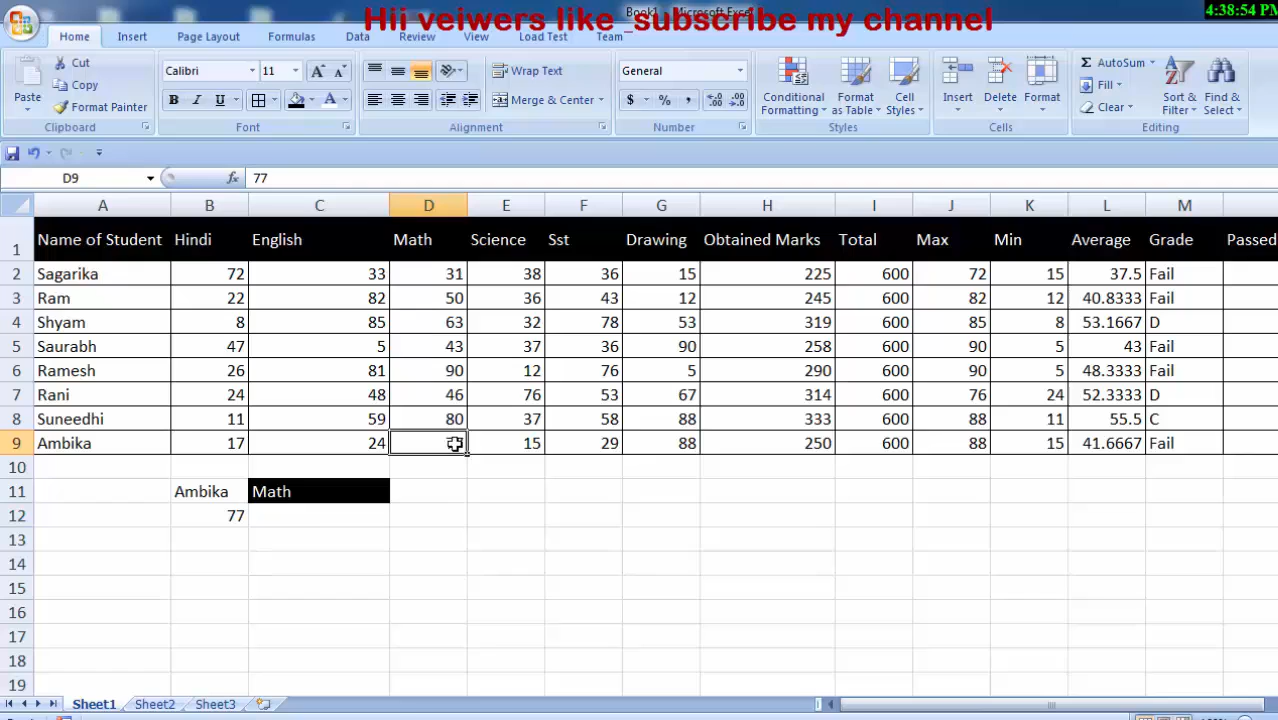 Hii veiwers like _subscribe my channel
4:38:54 PM
Home Insert Page Layout Formulas Data Review View Load Test Team
Cut
Copy
Format Painter
Paste
Clipboard
Calibri 11
B I U
Font
Wrap Text
Merge & Center
Alignment
General
$ % ,
Number
Conditional Formatting
Format as Table
Cell Styles
Styles
Insert Delete Format
Cells
AutoSum
Fill
Clear
Sort & Filter
Find & Select
Editing
D9 fx 77
A B C D E F G H I J K L M
1 Name of Student Hindi English Math Science Sst Drawing Obtained Marks Total Max Min Average Grade Passed
2 Sagarika 72 33 31 38 36 15 225 600 72 15 37.5 Fail
3 Ram 22 82 50 36 43 12 245 600 82 12 40.8333 Fail
4 Shyam 8 85 63 32 78 53 319 600 85 8 53.1667 D
5 Saurabh 47 5 43 37 36 90 258 600 90 5 43 Fail
6 Ramesh 26 81 90 12 76 5 290 600 90 5 48.3333 Fail
7 Rani 24 48 46 76 53 67 314 600 76 24 52.3333 D
8 Suneedhi 11 59 80 37 58 88 333 600 88 11 55.5 C
9 Ambika 17 24 15 29 88 250 600 88 15 41.6667 Fail
10
11 Ambika Math
12 77
13
14
15
16
17
18
19
Sheet1 Sheet2 Sheet3